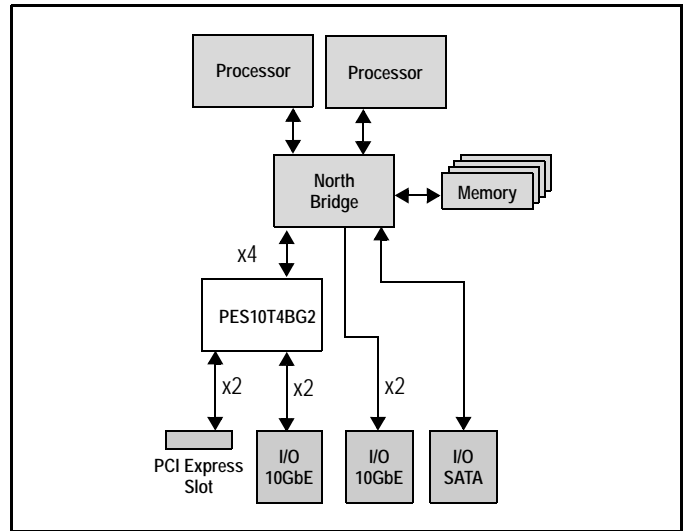 Processor
Processor
North
Bridge
Memory
x4
PES10T4BG2
x2
x2
x2
PCI Express
Slot
I/O
10GbE
I/O
10GbE
I/O
SATA